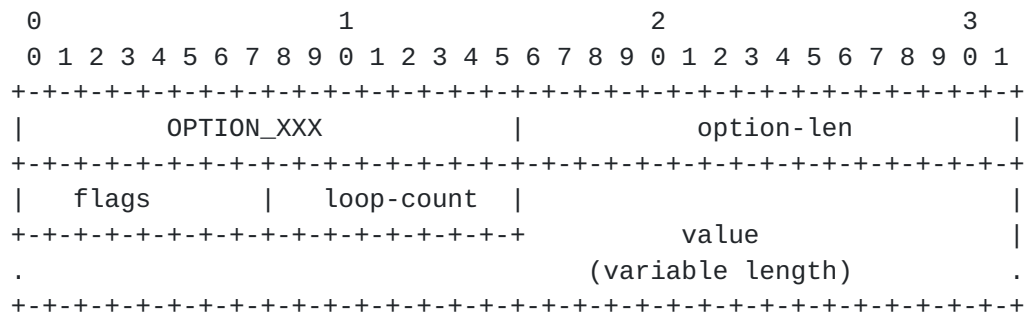 0                   1                   2                   3
 0 1 2 3 4 5 6 7 8 9 0 1 2 3 4 5 6 7 8 9 0 1 2 3 4 5 6 7 8 9 0 1
+-+-+-+-+-+-+-+-+-+-+-+-+-+-+-+-+-+-+-+-+-+-+-+-+-+-+-+-+-+-+-+-+
|         OPTION_XXX            |           option-len          |
+-+-+-+-+-+-+-+-+-+-+-+-+-+-+-+-+-+-+-+-+-+-+-+-+-+-+-+-+-+-+-+-+
|   flags       |   loop-count  |                               |
+-+-+-+-+-+-+-+-+-+-+-+-+-+-+-+-+          value                |
.                                    (variable length)          .
+-+-+-+-+-+-+-+-+-+-+-+-+-+-+-+-+-+-+-+-+-+-+-+-+-+-+-+-+-+-+-+-+